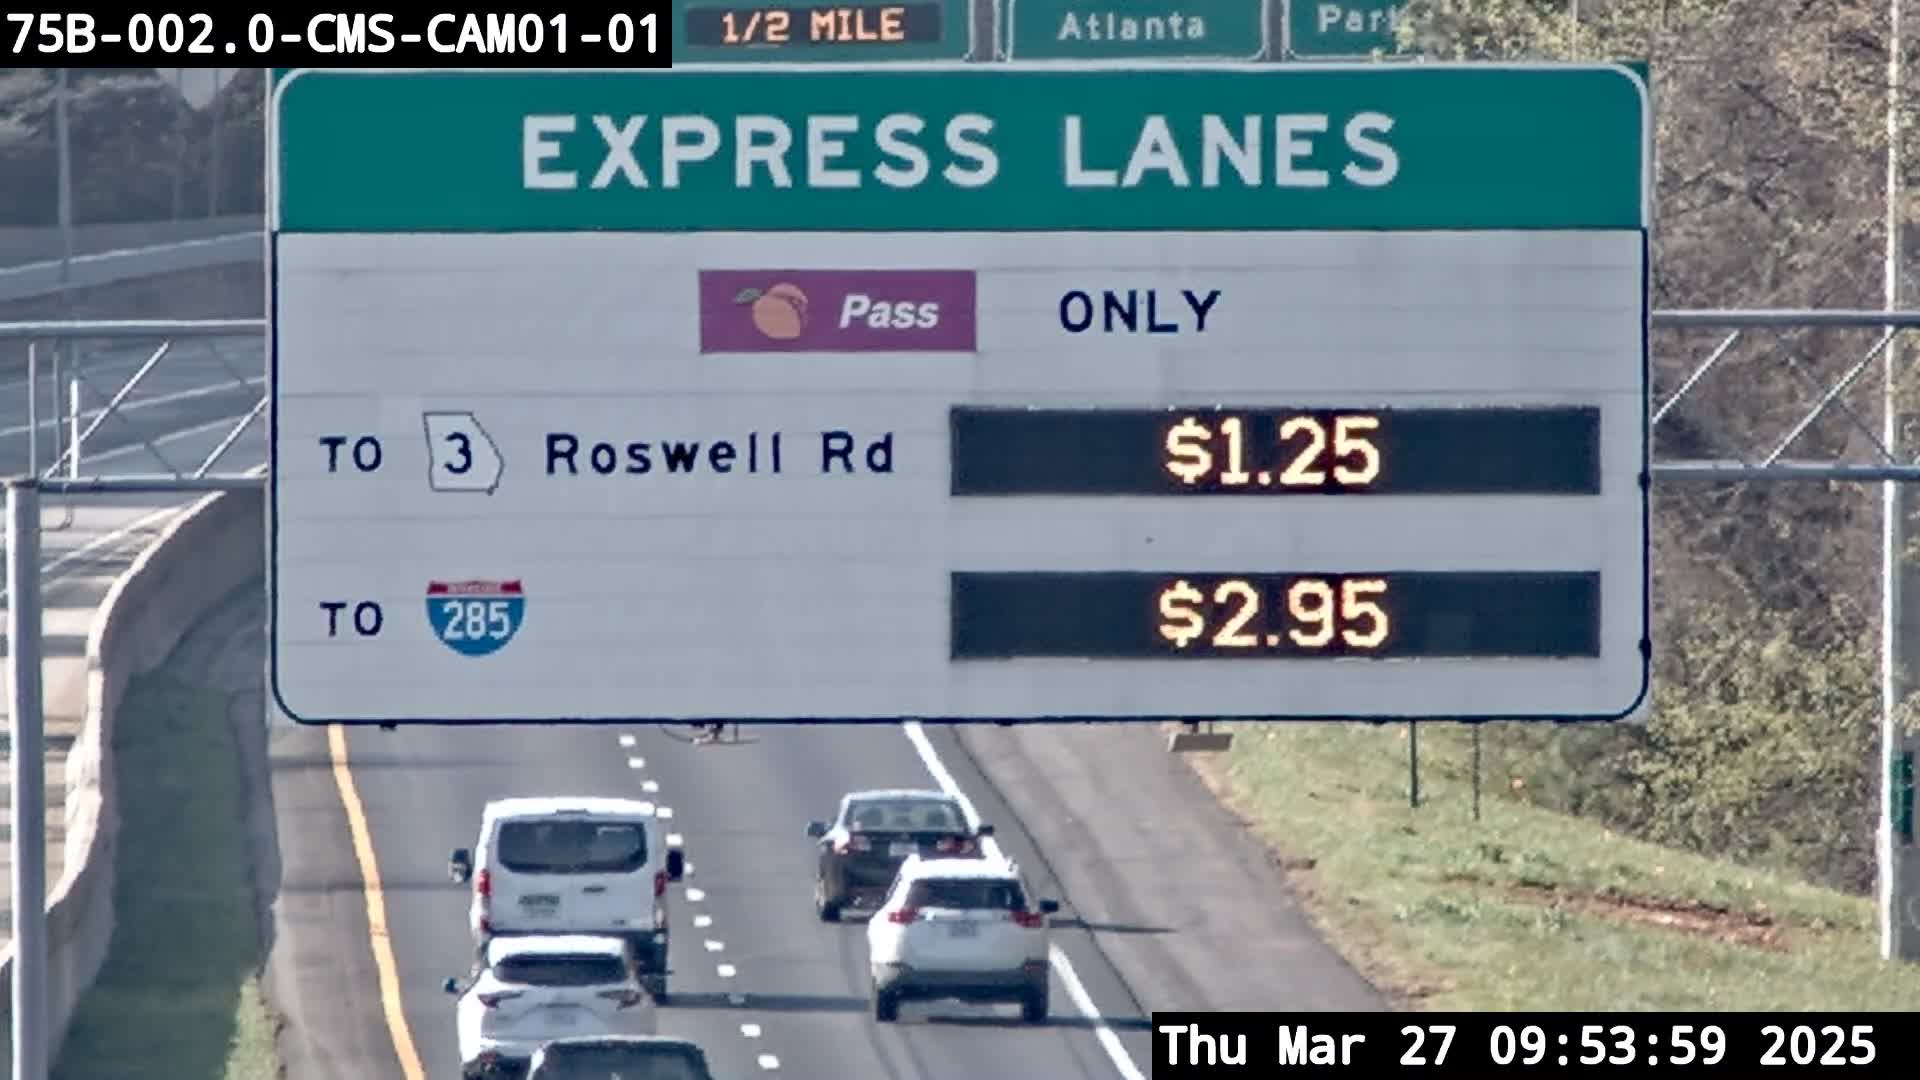 75B-002.0-CMS-CAM01-01
1/2 MILE
Atlanta
EXPRESS LANES
Pass ONLY
TO 3 Roswell Rd $1.25
TO 285 $2.95
Thu Mar 27 09:53:59 2025